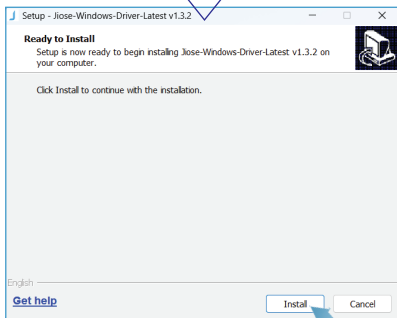 Setup - Jiose-Windows-Driver-Latest v1.3.2
Ready to Install
Setup is now ready to begin installing Jiose-Windows-Driver-Latest v1.3.2 on
your computer.
Click Install to continue with the installation.
English
Get help
Install
Cancel